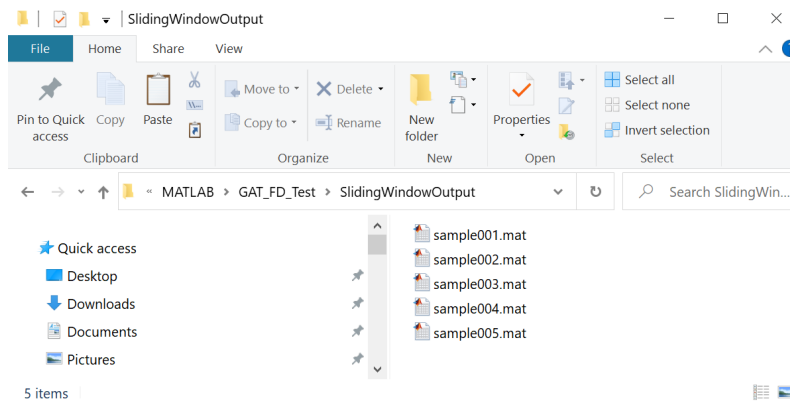 SlidingWindowOutput
File Home Share View
Pin to Quick access
Copy
Paste
Move to
Copy to
Delete
Rename
New folder
Properties
Select all
Select none
Invert selection
Clipboard Organize New Open Select
« MATLAB > GAT_FD_Test > SlidingWindowOutput
Search SlidingWin...
Quick access
Desktop
Downloads
Documents
Pictures
sample001.mat
sample002.mat
sample003.mat
sample004.mat
sample005.mat
5 items